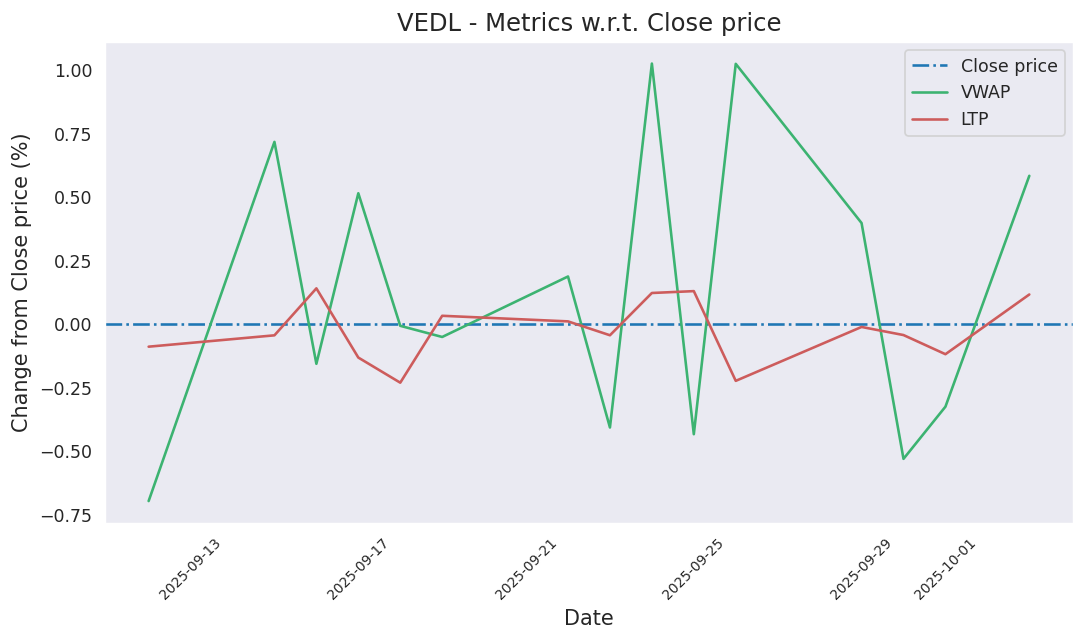 VEDL - Metrics w.r.t. Close price
Change from Close price (%)
1.00
0.75
0.50
0.25
0.00
−0.25
−0.50
−0.75
Close price
VWAP
LTP
2025-09-13
2025-09-17
2025-09-21
2025-09-25
2025-09-29
2025-10-01
Date